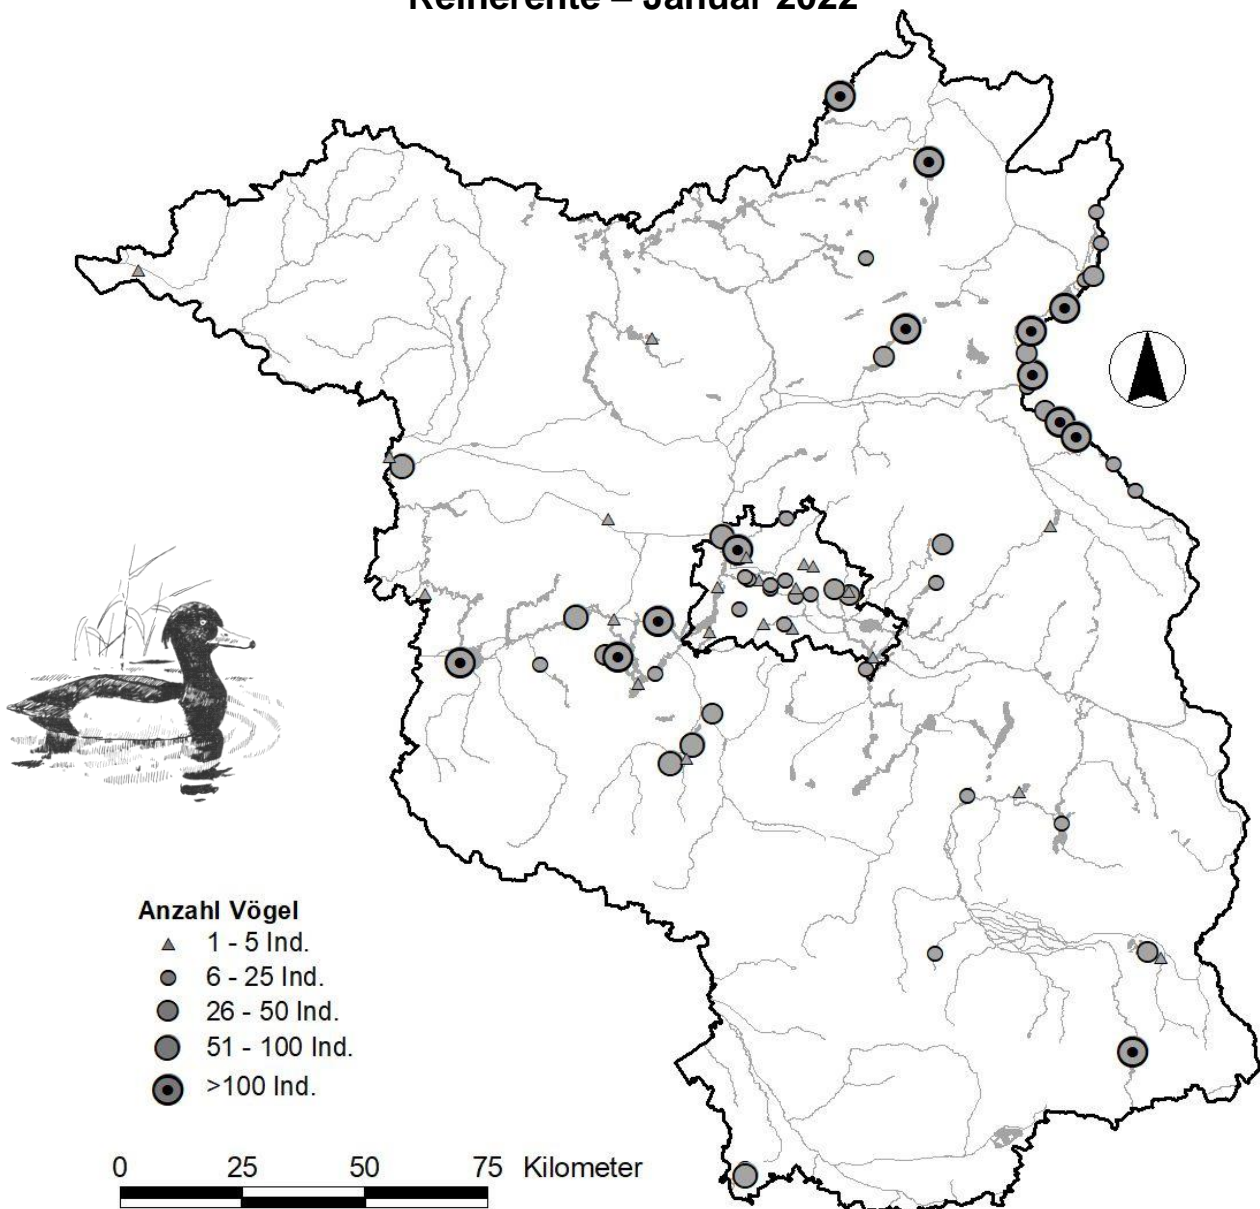 Reiherente – Januar 2022
Anzahl Vögel
1 - 5 Ind.
6 - 25 Ind.
26 - 50 Ind.
51 - 100 Ind.
>100 Ind.
0 25 50 75 Kilometer